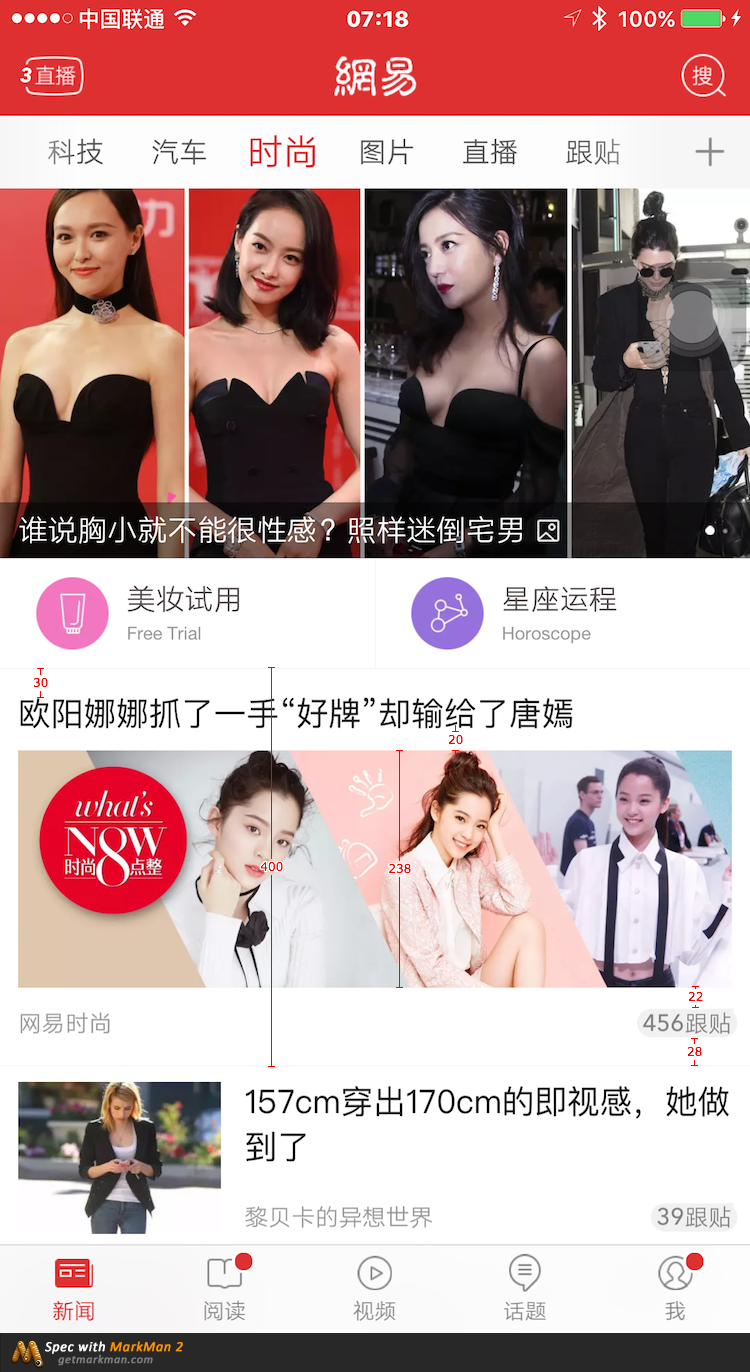 中国联通 07:18 100%
3直播 網易 搜
科技 汽车 时尚 图片 直播 跟贴
谁说胸小就不能很性感？照样迷倒宅男
美妆试用
Free Trial
星座运程
Horoscope
30
欧阳娜娜抓了一手“好牌”却输给了唐嫣
20
what's
NOW
时尚8点整
400
238
22
网易时尚 456跟贴
28
157cm穿出170cm的即视感，她做
到了
黎贝卡的异想世界 39跟贴
新闻 阅读 视频 话题 我
Spec with MarkMan 2
getmarkman.com